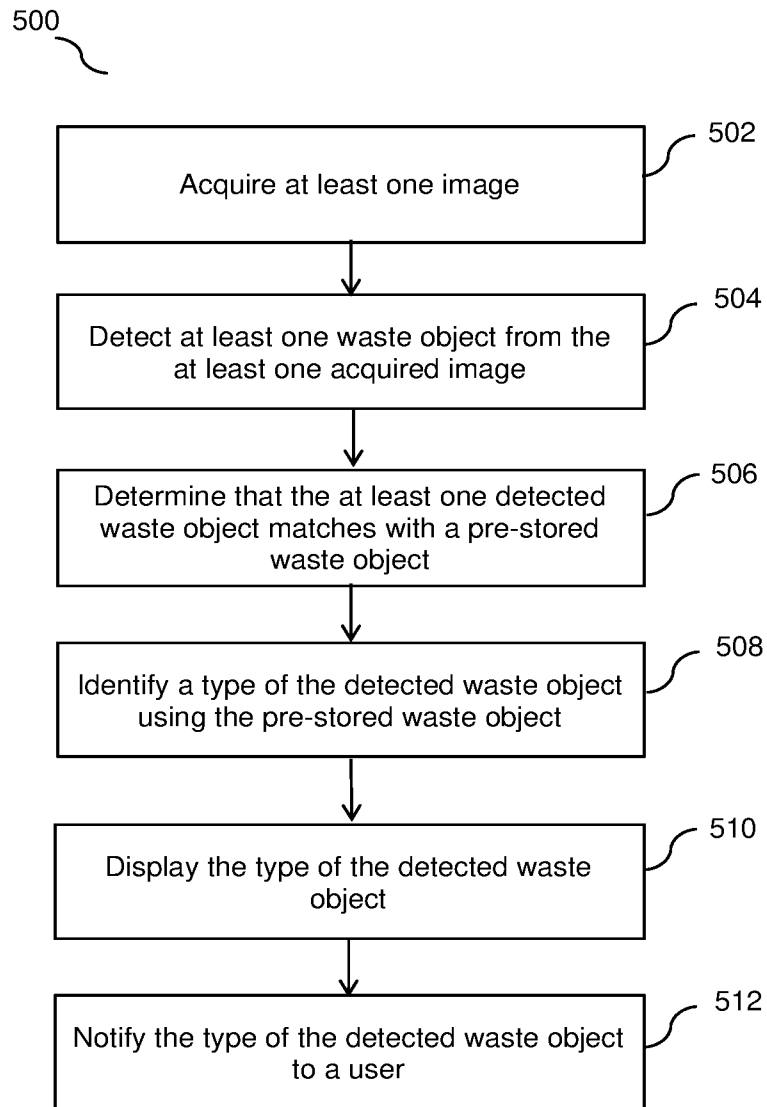 500
502
Acquire at least one image
504
Detect at least one waste object from the
at least one acquired image
506
Determine that the at least one detected
waste object matches with a pre-stored
waste object
508
Identify a type of the detected waste object
using the pre-stored waste object
510
Display the type of the detected waste
object
512
Notify the type of the detected waste object
to a user